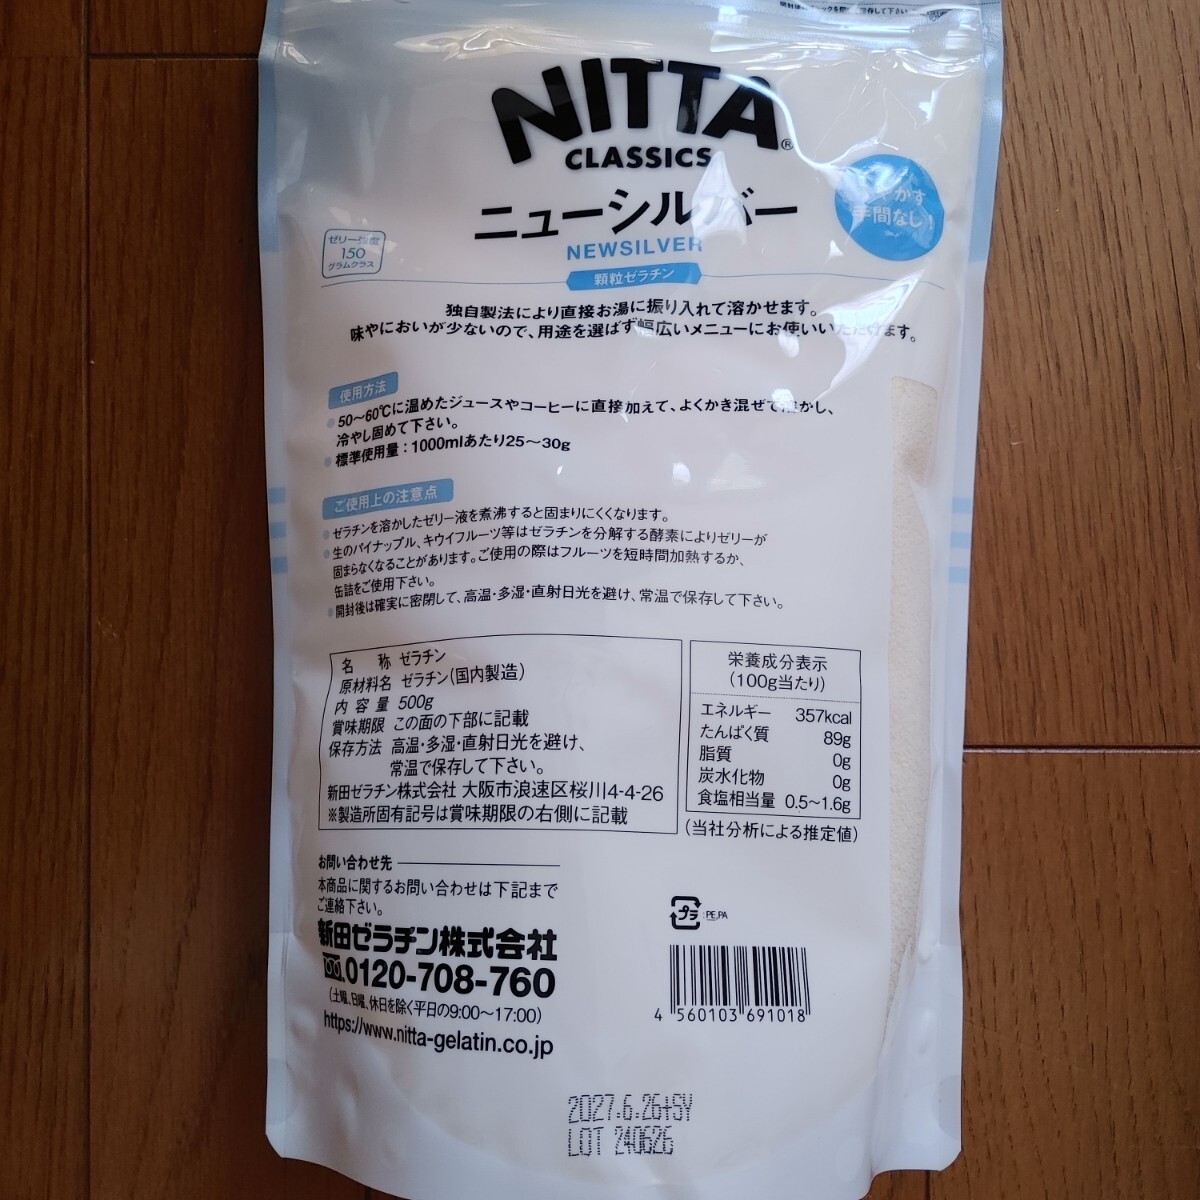 NITTA®
CLASSICS
ニューシルバー
NEWSILVER
顆粒ゼラチン
ゼリー強度
150
グラムクラス
かす
手間なし!
独自製法により直接お湯に振り入れて溶かせます。
味やにおいが少ないので、用途を選ばず幅広いメニューにお使いいただけます。
使用方法
50〜60℃に温めたジュースやコーヒーに直接加えて、よくかき混ぜて溶かし、
冷やし固めて下さい。
標準使用量：1000mlあたり25〜30g
ご使用上の注意点
ゼラチンを溶かしたゼリー液を煮沸すると固まりにくくなります。
生のパイナップル、キウイフルーツ等はゼラチンを分解する酵素によりゼリーが
固まらなくなることがあります。ご使用の際はフルーツを短時間加熱するか、
缶詰をご使用下さい。
開封後は確実に密閉して、高温・多湿・直射日光を避け、常温で保存して下さい。
名称 ゼラチン
原材料名 ゼラチン(国内製造)
内容量 500g
賞味期限 この面の下部に記載
保存方法 高温・多湿・直射日光を避け、
常温で保存して下さい。
新田ゼラチン株式会社 大阪市浪速区桜川4-4-26
※製造所固有記号は賞味期限の右側に記載
栄養成分表示
(100g当たり)
エネルギー 357kcal
たんぱく質 89g
脂質 0g
炭水化物 0g
食塩相当量 0.5〜1.6g
(当社分析による推定値)
お問い合わせ先
本商品に関するお問い合わせは下記まで
ご連絡下さい。
新田ゼラチン株式会社
0120-708-760
(土曜、日曜、休日を除く平日の9:00〜17:00)
https://www.nitta-gelatin.co.jp
プラ :PE,PA
4 560103 691018
2027.6.26+SY
LOT 240626